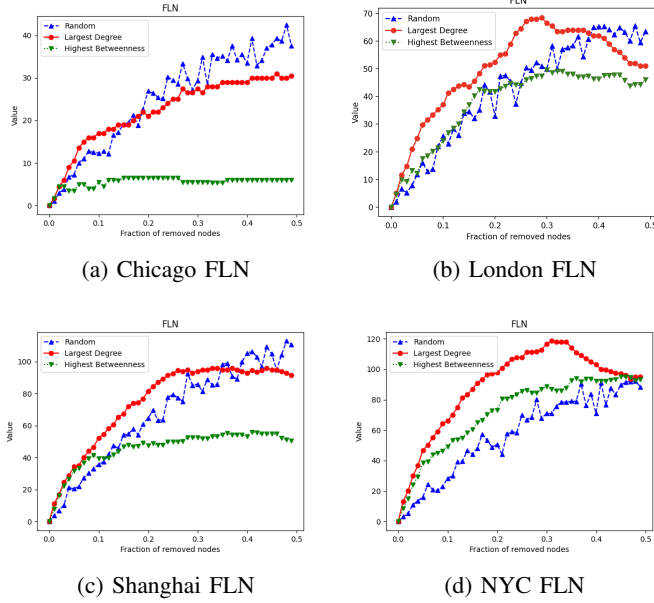 FLN
Random
Largest Degree
Highest Betweenness
Value
40
30
20
10
0
0.0 0.1 0.2 0.3 0.4 0.5
Fraction of removed nodes
(a) Chicago FLN
FLN
Random
Largest Degree
Highest Betweenness
Value
70
60
50
40
30
20
10
0
0.0 0.1 0.2 0.3 0.4 0.5
Fraction of removed nodes
(b) London FLN
FLN
Random
Largest Degree
Highest Betweenness
Value
100
80
60
40
20
0
0.0 0.1 0.2 0.3 0.4 0.5
Fraction of removed nodes
(c) Shanghai FLN
FLN
Random
Largest Degree
Highest Betweenness
Value
120
100
80
60
40
20
0
0.0 0.1 0.2 0.3 0.4 0.5
Fraction of removed nodes
(d) NYC FLN